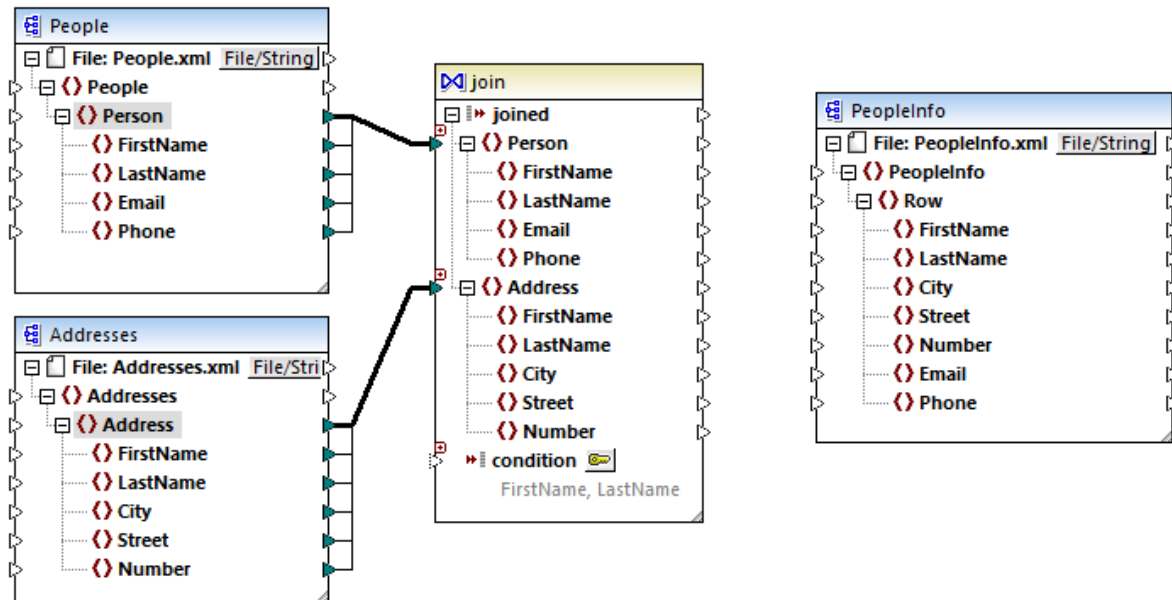 People
File: People.xml File/String
People
Person
FirstName
LastName
Email
Phone
Addresses
File: Addresses.xml File/Stri
Addresses
Address
FirstName
LastName
City
Street
Number
join
joined
Person
FirstName
LastName
Email
Phone
Address
FirstName
LastName
City
Street
Number
condition
FirstName, LastName
PeopleInfo
File: PeopleInfo.xml File/String
PeopleInfo
Row
FirstName
LastName
City
Street
Number
Email
Phone